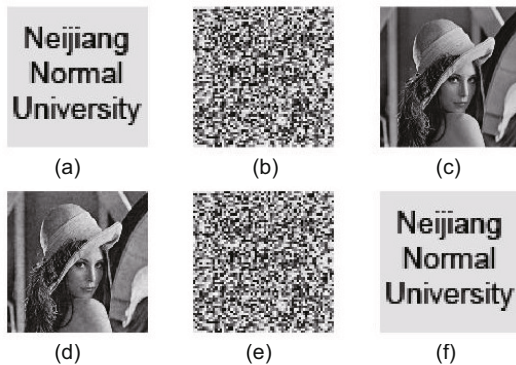 Neijiang
Normal
University
(a)
(b)
(c)
(d)
(e)
Neijiang
Normal
University
(f)